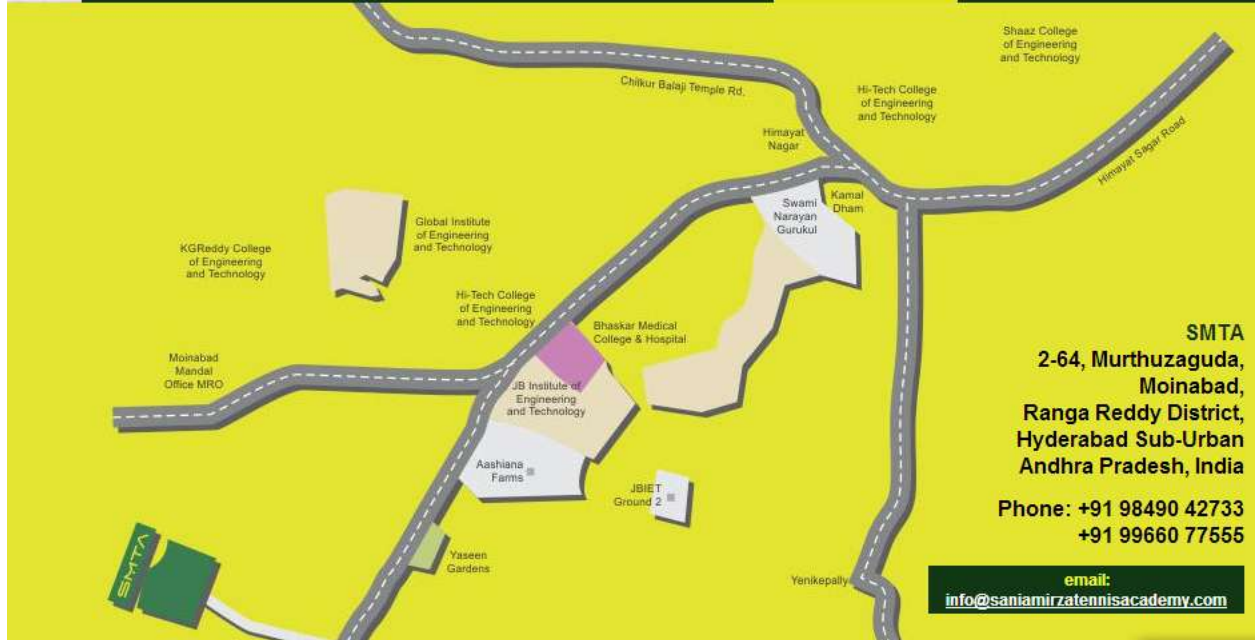 Shaaz College
of Engineering
and Technology
Chilkur Balaji Temple Rd.
Hi-Tech College
of Engineering
and Technology
Himayat
Nagar
Himayat Sagar Road
Kamal
Dham
Swami
Narayan
Gurukul
Global Institute
of Engineering
and Technology
KGReddy College
of Engineering
and Technology
Hi-Tech College
of Engineering
and Technology
Bhaskar Medical
College & Hospital
Moinabad
Mandal
Office MRO
JB Institute of
Engineering
and Technology
Aashiana
Farms
JBIET
Ground 2
Yaseen
Gardens
Yenikepally
SMTA
SMTA
2-64, Murthuzaguda,
Moinabad,
Ranga Reddy District,
Hyderabad Sub-Urban
Andhra Pradesh, India
Phone: +91 98490 42733
+91 99660 77555
email:
info@saniamirzatennisacademy.com